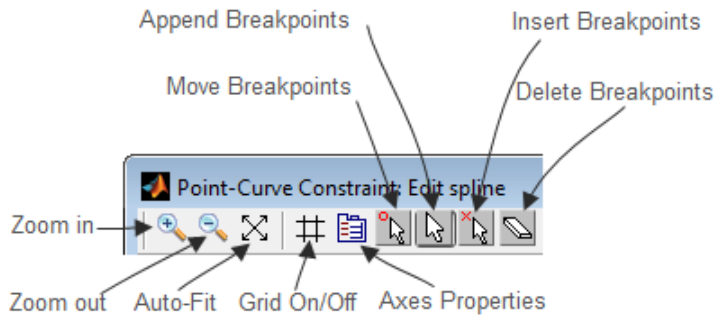 Append Breakpoints
Insert Breakpoints
Move Breakpoints
Delete Breakpoints
Point-Curve Constraint: Edit spline
Zoom in
Zoom out
Auto-Fit
Grid On/Off
Axes Properties